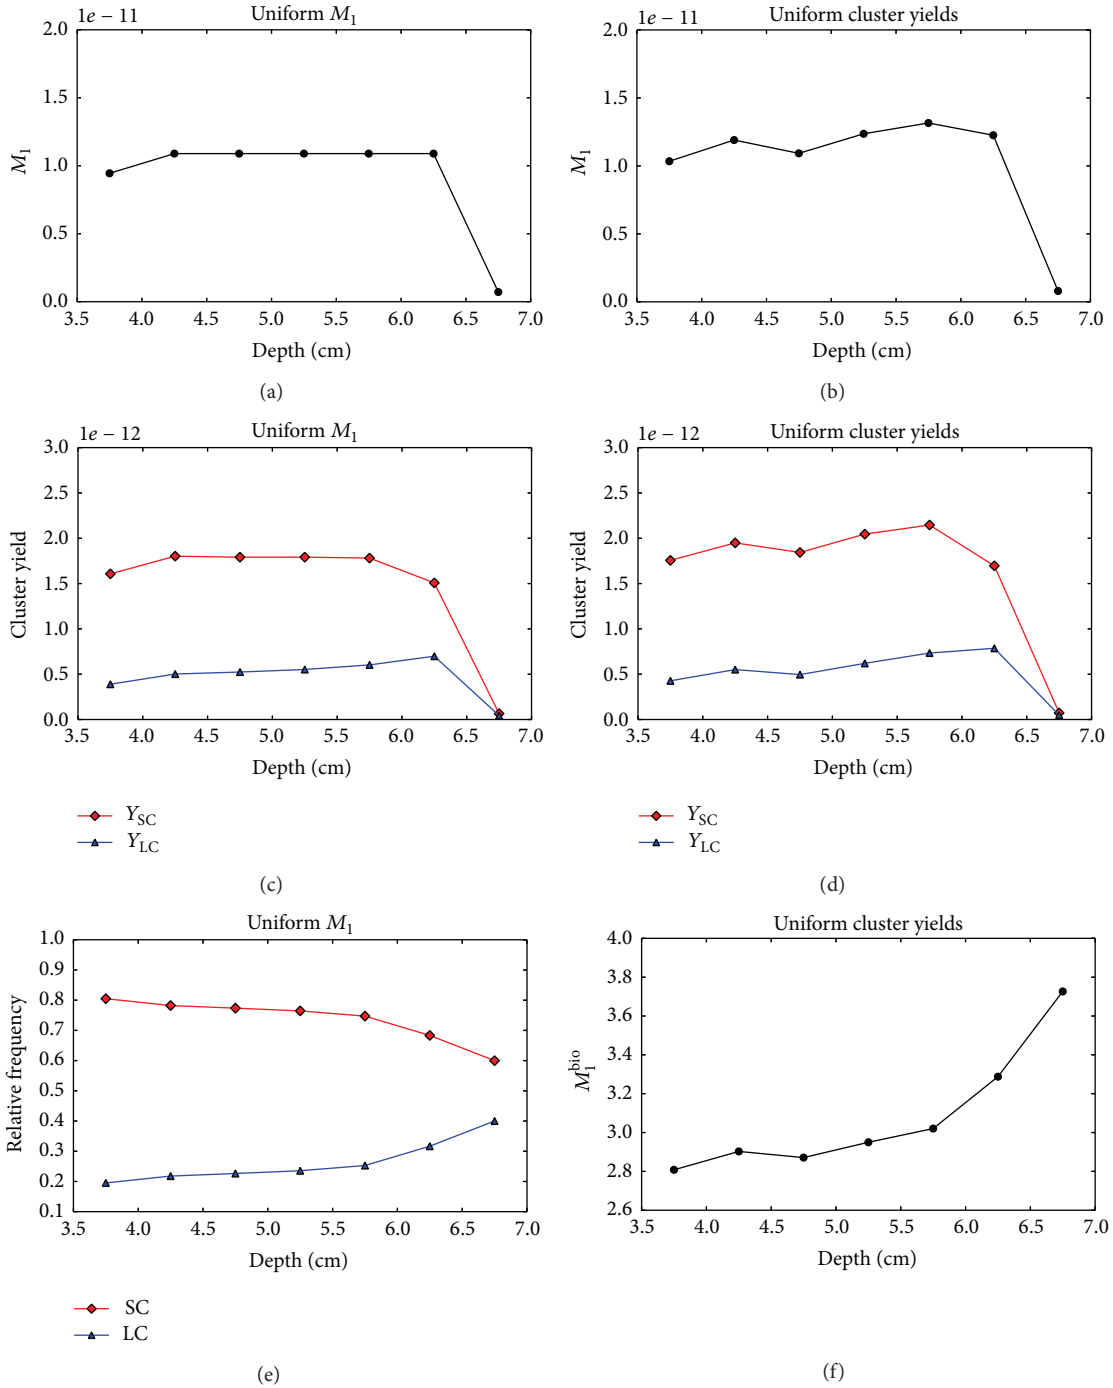 1e − 11
Uniform M₁
2.0
1.5
1.0
0.5
0.0
M₁
3.5 4.0 4.5 5.0 5.5 6.0 6.5 7.0
Depth (cm)
(a)
1e − 11
Uniform cluster yields
2.0
1.5
1.0
0.5
0.0
M₁
3.5 4.0 4.5 5.0 5.5 6.0 6.5 7.0
Depth (cm)
(b)
1e − 12
Uniform M₁
3.0
2.5
2.0
1.5
1.0
0.5
0.0
Cluster yield
3.5 4.0 4.5 5.0 5.5 6.0 6.5 7.0
Depth (cm)
Y_SC
Y_LC
(c)
1e − 12
Uniform cluster yields
3.0
2.5
2.0
1.5
1.0
0.5
0.0
Cluster yield
3.5 4.0 4.5 5.0 5.5 6.0 6.5 7.0
Depth (cm)
Y_SC
Y_LC
(d)
Uniform M₁
1.0
0.9
0.8
0.7
0.6
0.5
0.4
0.3
0.2
0.1
Relative frequency
3.5 4.0 4.5 5.0 5.5 6.0 6.5 7.0
Depth (cm)
SC
LC
(e)
Uniform cluster yields
4.0
3.8
3.6
3.4
3.2
3.0
2.8
2.6
M₁^bio
3.5 4.0 4.5 5.0 5.5 6.0 6.5 7.0
Depth (cm)
(f)